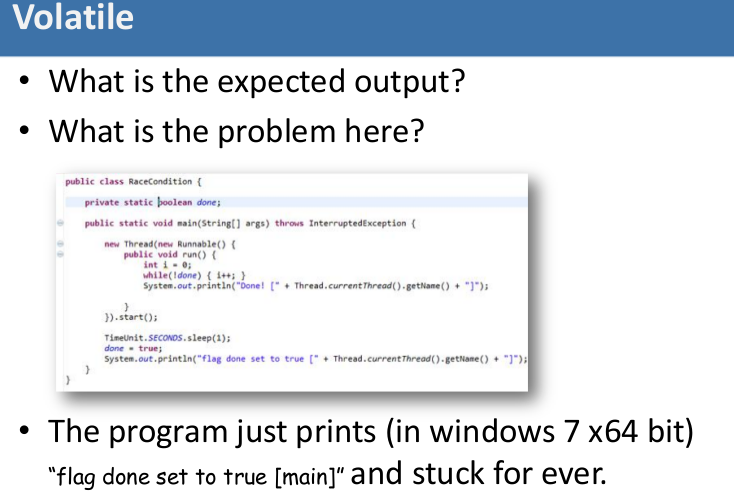 Volatile
• What is the expected output?
• What is the problem here?
public class RaceCondition {
private static boolean done;
public static void main(String[] args) throws InterruptedException {
new Thread(new Runnable() {
public void run() {
int i = 0;
while(!done) { i++; }
System.out.println("Done! [" + Thread.currentThread().getName() + "]");
}
}).start();
TimeUnit.SECONDS.sleep(1);
done = true;
System.out.println("flag done set to true [" + Thread.currentThread().getName() + "]");
}
}
• The program just prints (in windows 7 x64 bit)
“flag done set to true [main]” and stuck for ever.